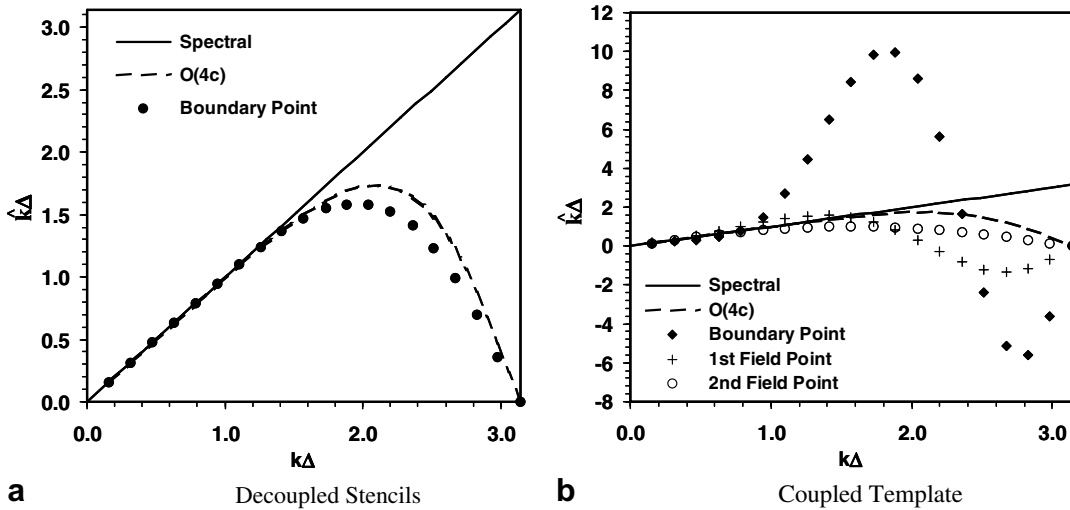 3.0
2.5
2.0
1.5
1.0
0.5
0.0
k̂Δ
Spectral
O(4c)
Boundary Point
0.0
1.0
2.0
3.0
kΔ
a
Decoupled Stencils
12
10
8
6
4
2
0
-2
-4
-6
-8
k̂Δ
Spectral
O(4c)
Boundary Point
1st Field Point
2nd Field Point
0.0
1.0
2.0
3.0
kΔ
b
Coupled Template